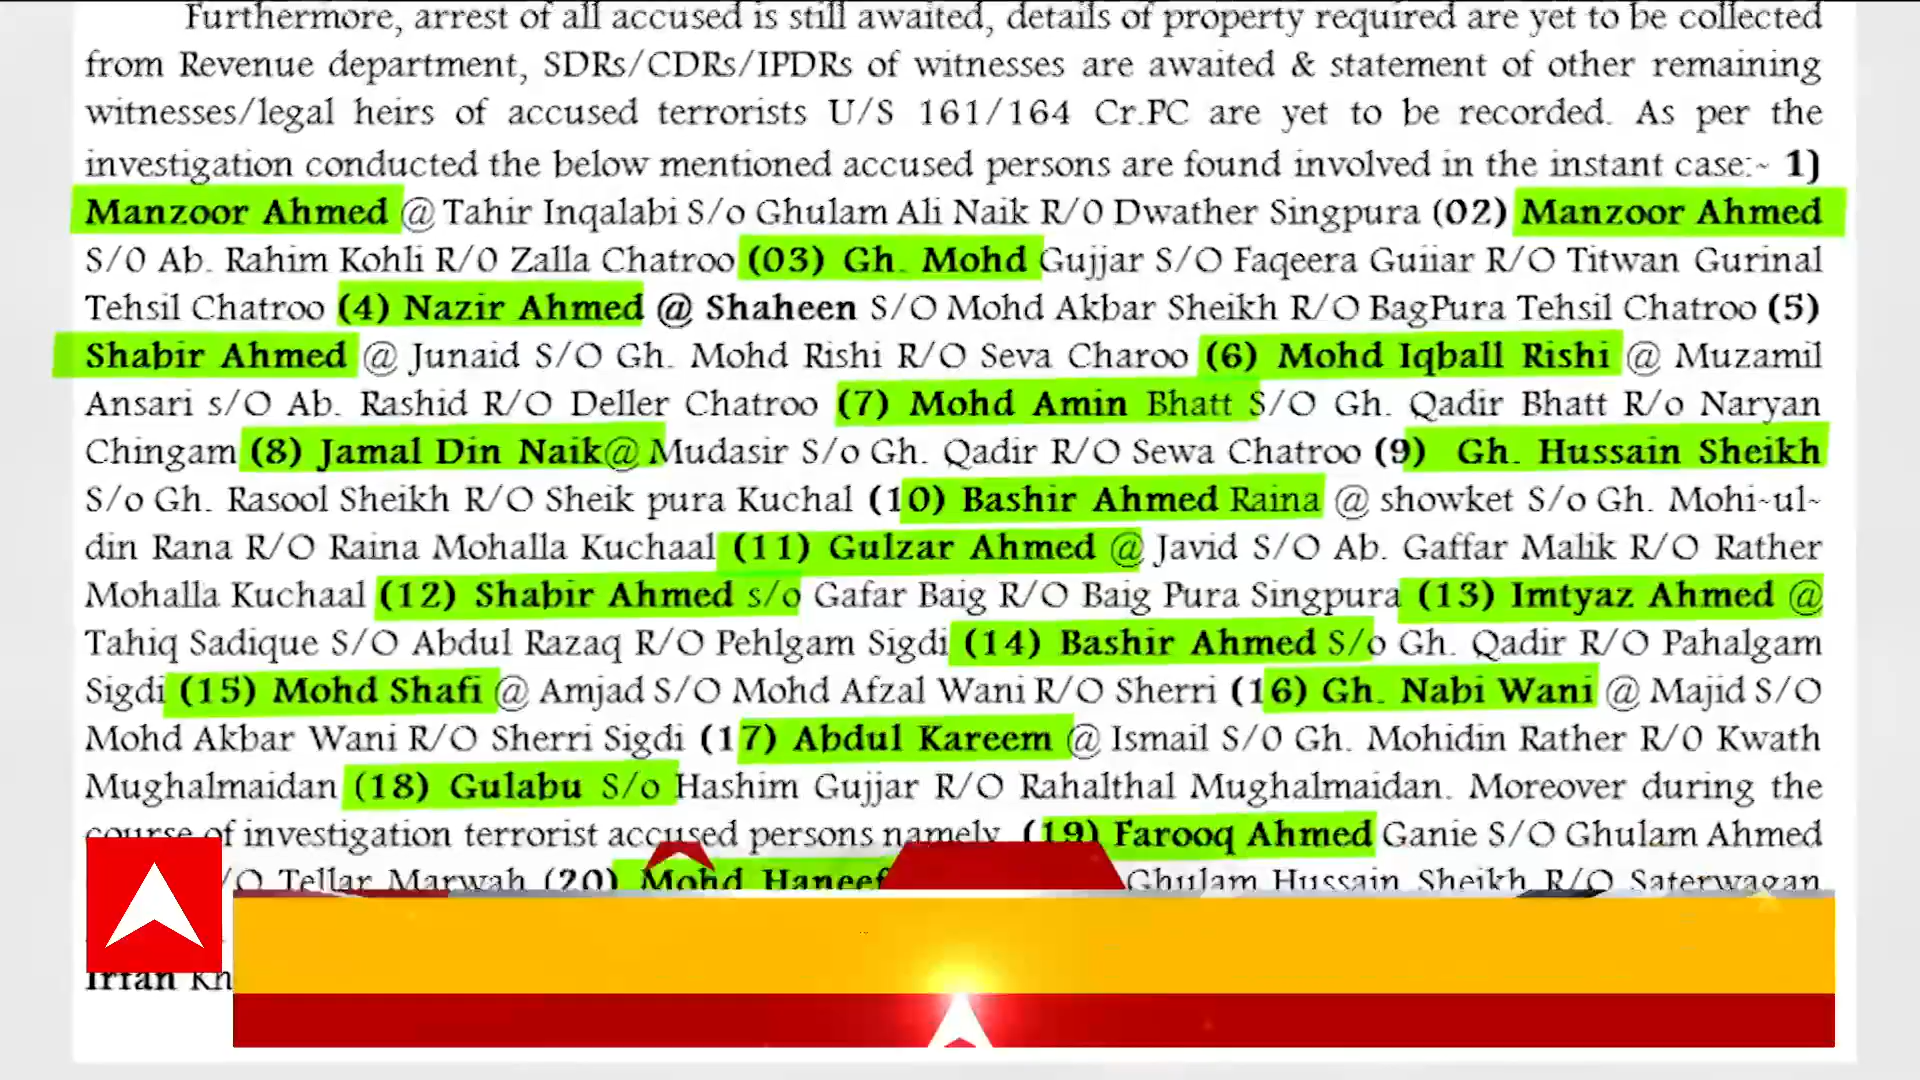 Furthermore, arrest of all accused is still awaited, details of property required are yet to be collected
from Revenue department, SDRs/CDRs/IPDRs of witnesses are awaited & statement of other remaining
witnesses/legal heirs of accused terrorists U/S 161/164 Cr.PC are yet to be recorded. As per the
investigation conducted the below mentioned accused persons are found involved in the instant case:~ 1)
Manzoor Ahmed @ Tahir Inqalabi S/o Ghulam Ali Naik R/O Dwather Singpura (02) Manzoor Ahmed
S/O Ab. Rahim Kohli R/O Zalla Chatroo (03) Gh. Mohd Gujjar S/O Faqeera Guiiar R/O Titwan Gurinal
Tehsil Chatroo (4) Nazir Ahmed @ Shaheen S/O Mohd Akbar Sheikh R/O BagPura Tehsil Chatroo (5)
Shabir Ahmed @ Junaid S/O Gh. Mohd Rishi R/O Seva Charoo (6) Mohd Iqball Rishi @ Muzamil
Ansari s/O Ab. Rashid R/O Deller Chatroo (7) Mohd Amin Bhatt S/O Gh. Qadir Bhatt R/o Naryan
Chingam (8) Jamal Din Naik@ Mudasir S/o Gh. Qadir R/O Sewa Chatroo (9) Gh. Hussain Sheikh
S/o Gh. Rasool Sheikh R/O Sheik pura Kuchal (10) Bashir Ahmed Raina @ showket S/o Gh. Mohi~ul~
din Rana R/O Raina Mohalla Kuchaal (11) Gulzar Ahmed @ Javid S/O Ab. Gaffar Malik R/O Rather
Mohalla Kuchaal (12) Shabir Ahmed s/o Gafar Baig R/O Baig Pura Singpura (13) Imtyaz Ahmed @
Tahiq Sadique S/O Abdul Razaq R/O Pehlgam Sigdi (14) Bashir Ahmed S/o Gh. Qadir R/O Pahalgam
Sigdi (15) Mohd Shafi @ Amjad S/O Mohd Afzal Wani R/O Sherri (16) Gh. Nabi Wani @ Majid S/O
Mohd Akbar Wani R/O Sherri Sigdi (17) Abdul Kareem @ Ismail S/O Gh. Mohidin Rather R/O Kwath
Mughalmaidan (18) Gulabu S/o Hashim Gujjar R/O Rahalthal Mughalmaidan. Moreover during the
course of investigation terrorist accused persons namely (19) Farooq Ahmed Ganie S/O Ghulam Ahmed
/O Tellar Marwah (20) Mohd Haneef Ghulam Hussain Sheikh R/O Saterwagan
Irfan Kh